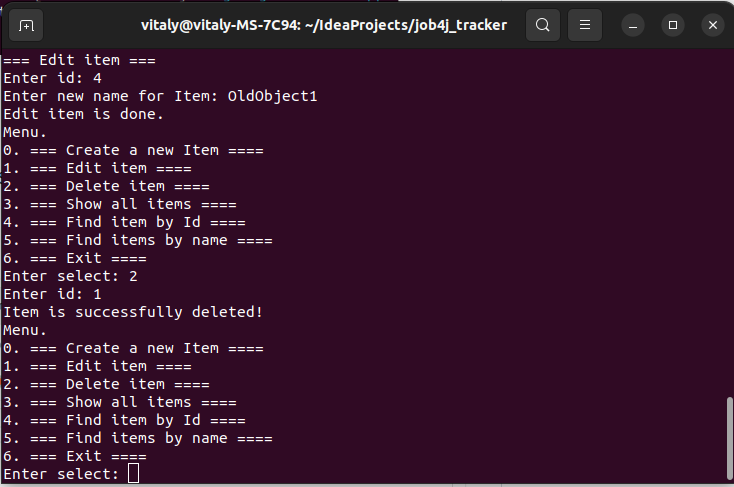 vitaly@vitaly-MS-7C94: ~/IdeaProjects/job4j_tracker
=== Edit item ===
Enter id: 4
Enter new name for Item: OldObject1
Edit item is done.
Menu.
0. === Create a new Item ====
1. === Edit item ====
2. === Delete item ====
3. === Show all items ====
4. === Find item by Id ====
5. === Find items by name ====
6. === Exit ====
Enter select: 2
Enter id: 1
Item is successfully deleted!
Menu.
0. === Create a new Item ====
1. === Edit item ====
2. === Delete item ====
3. === Show all items ====
4. === Find item by Id ====
5. === Find items by name ====
6. === Exit ====
Enter select: